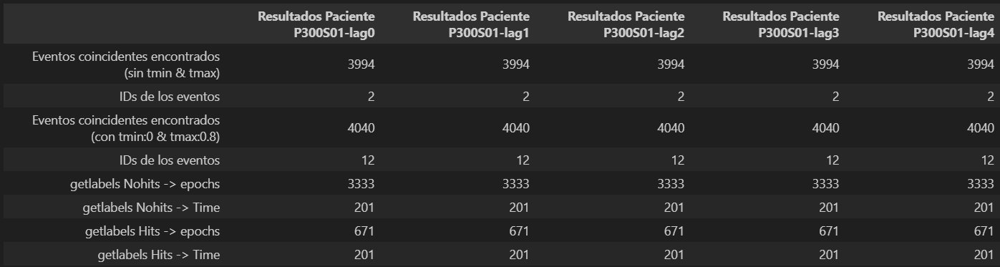 Resultados Paciente P300S01-lag0 Resultados Paciente P300S01-lag1 Resultados Paciente P300S01-lag2 Resultados Paciente P300S01-lag3 Resultados Paciente P300S01-lag4
Eventos coincidentes encontrados (sin tmin & tmax) 3994 3994 3994 3994 3994
IDs de los eventos 2 2 2 2 2
Eventos coincidentes encontrados (con tmin:0 & tmax:0.8) 4040 4040 4040 4040 4040
IDs de los eventos 12 12 12 12 12
getlabels Nohits -> epochs 3333 3333 3333 3333 3333
getlabels Nohits -> Time 201 201 201 201 201
getlabels Hits -> epochs 671 671 671 671 671
getlabels Hits -> Time 201 201 201 201 201